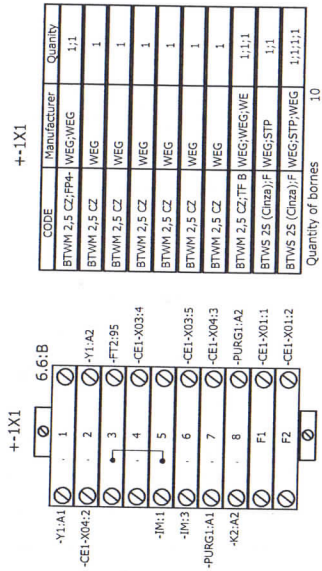 +-1X1
CODE Manufacturer Quanity
BTWM 2,5 CZ;FP4- WEG;WEG 1;1
BTWM 2,5 CZ WEG 1
BTWM 2,5 CZ WEG 1
BTWM 2,5 CZ WEG 1
BTWM 2,5 CZ WEG 1
BTWM 2,5 CZ WEG 1
BTWM 2,5 CZ WEG 1
BTWM 2,5 CZ;TF B WEG;WEG;WE 1;1;1
BTWS 2S (Cinza);F WEG;STP 1;1
BTWS 2S (Cinza);F WEG;STP;WEG 1;1;1
Quantity of bornes 10
+-1X1
6.6:B
-Y1:A1 1
-CE1-X04:2 2 -Y1:A2
3 -FT2:95
4 -CE1-X03:4
-IM:1 5
-IM:3 6 -CE1-X03:5
-PURG1:A1 7 -CE1-X04:3
-K2:A2 8 -PURG1:A2
F1 -CE1-X01:1
F2 -CE1-X01:2